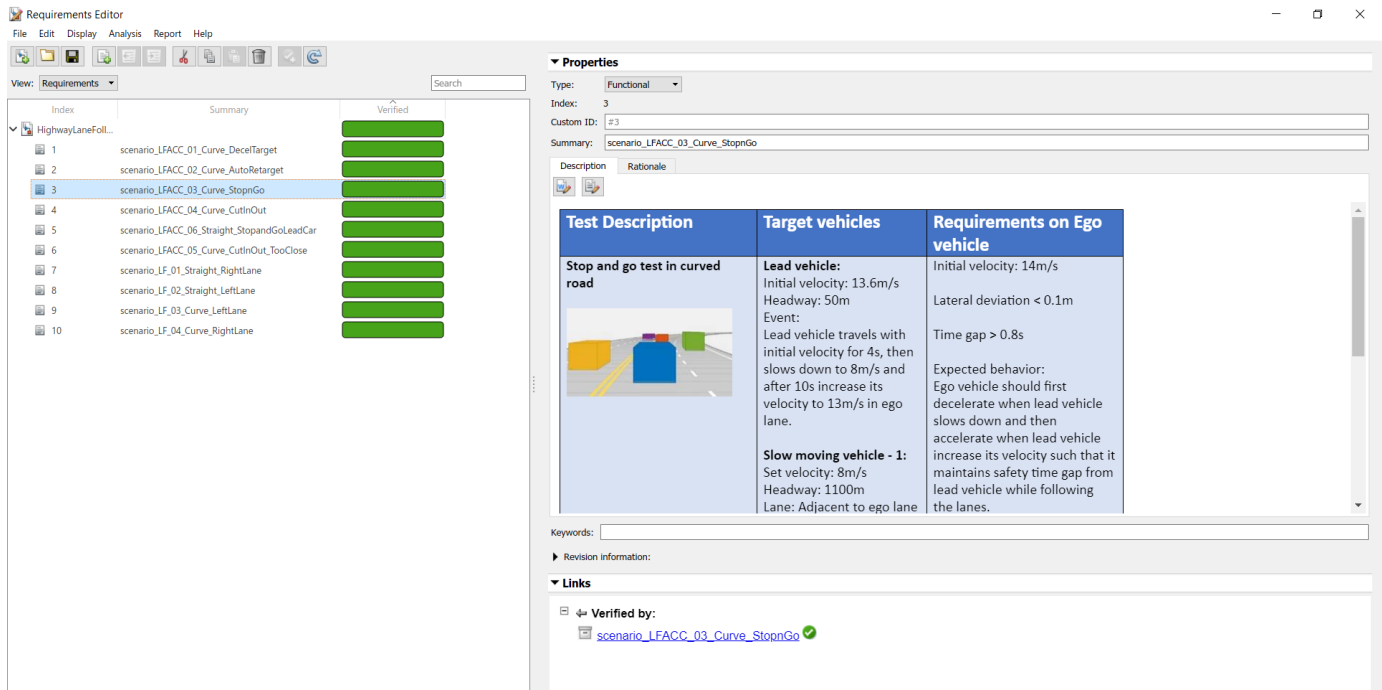 Requirements Editor
File Edit Display Analysis Report Help
View: Requirements
Search
Index Summary Verified
HighwayLaneFoll...
1 scenario_LFACC_01_Curve_DecelTarget
2 scenario_LFACC_02_Curve_AutoRetarget
3 scenario_LFACC_03_Curve_StopnGo
4 scenario_LFACC_04_Curve_CutInOut
5 scenario_LFACC_06_Straight_StopandGoLeadCar
6 scenario_LFACC_05_Curve_CutInOut_TooClose
7 scenario_LF_01_Straight_RightLane
8 scenario_LF_02_Straight_LeftLane
9 scenario_LF_03_Curve_LeftLane
10 scenario_LF_04_Curve_RightLane
Properties
Type: Functional
Index: 3
Custom ID: #3
Summary: scenario_LFACC_03_Curve_StopnGo
Description Rationale
Test Description
Stop and go test in curved
road
Target vehicles
Lead vehicle:
Initial velocity: 13.6m/s
Headway: 50m
Event:
Lead vehicle travels with
initial velocity for 4s, then
slows down to 8m/s and
after 10s increase its
velocity to 13m/s in ego
lane.
Slow moving vehicle - 1:
Set velocity: 8m/s
Headway: 1100m
Lane: Adjacent to ego lane
Requirements on Ego
vehicle
Initial velocity: 14m/s
Lateral deviation < 0.1m
Time gap > 0.8s
Expected behavior:
Ego vehicle should first
decelerate when lead vehicle
slows down and then
accelerate when lead vehicle
increase its velocity such that it
maintains safety time gap from
lead vehicle while following
the lanes.
Keywords:
Revision information:
Links
Verified by:
scenario_LFACC_03_Curve_StopnGo